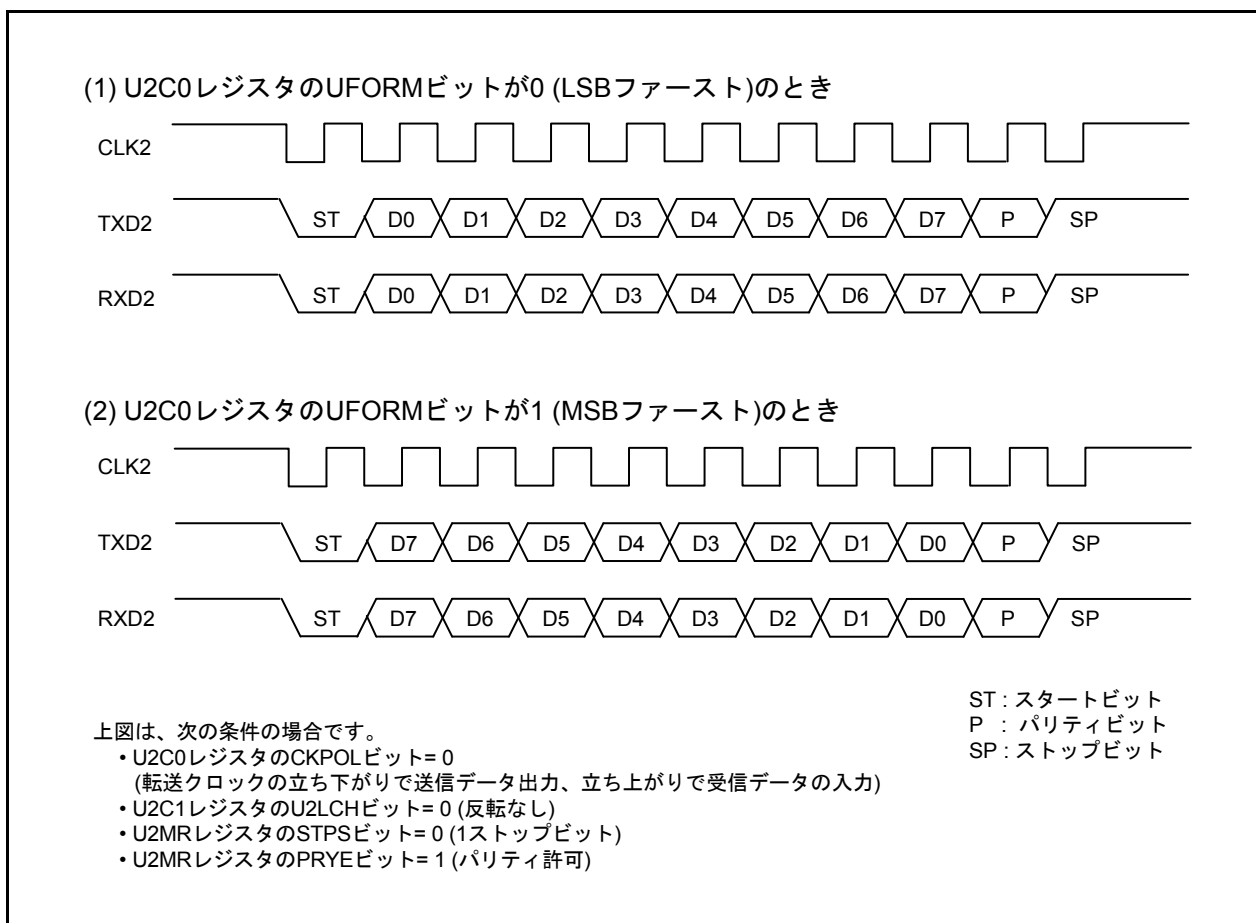 (1) U2C0レジスタのUFORMビットが0 (LSBファースト)のとき
CLK2
TXD2 ST D0 D1 D2 D3 D4 D5 D6 D7 P SP
RXD2 ST D0 D1 D2 D3 D4 D5 D6 D7 P SP
(2) U2C0レジスタのUFORMビットが1 (MSBファースト)のとき
CLK2
TXD2 ST D7 D6 D5 D4 D3 D2 D1 D0 P SP
RXD2 ST D7 D6 D5 D4 D3 D2 D1 D0 P SP
ST : スタートビット
P : パリティビット
SP : ストップビット
上図は、次の条件の場合です。
• U2C0レジスタのCKPOLビット= 0
(転送クロックの立ち下がりで送信データ出力、立ち上がりで受信データの入力)
• U2C1レジスタのU2LCHビット= 0 (反転なし)
• U2MRレジスタのSTPSビット= 0 (1ストップビット)
• U2MRレジスタのPRYEビット= 1 (パリティ許可)